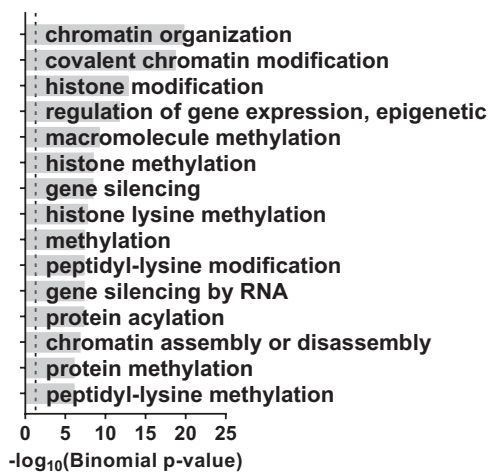 chromatin organization
covalent chromatin modification
histone modification
regulation of gene expression, epigenetic
macromolecule methylation
histone methylation
gene silencing
histone lysine methylation
methylation
peptidyl-lysine modification
gene silencing by RNA
protein acylation
chromatin assembly or disassembly
protein methylation
peptidyl-lysine methylation
0 5 10 15 20 25
-log₁₀(Binomial p-value)